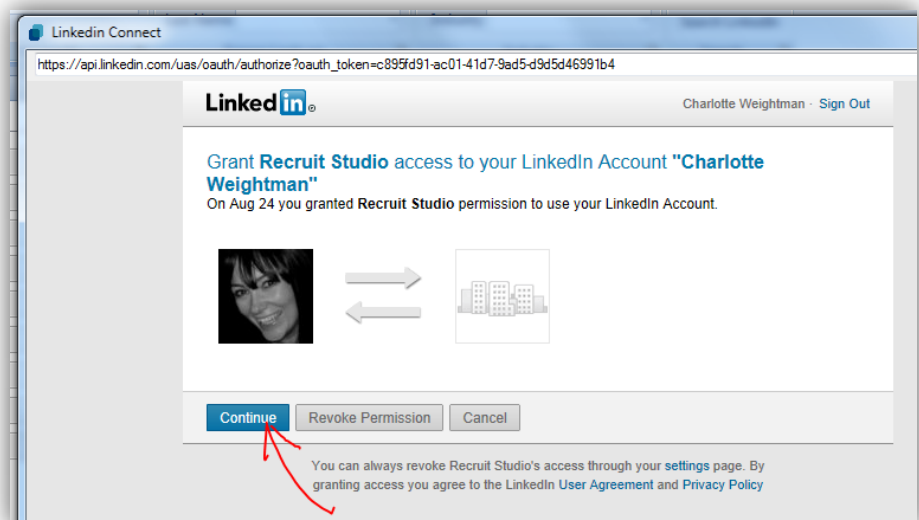 Linkedin Connect
https://api.linkedin.com/uas/oauth/authorize?oauth_token=c895fd91-ac01-41d7-9ad5-d9d5d46991b4
Linked in ®
Charlotte Weightman · Sign Out
Grant Recruit Studio access to your LinkedIn Account "Charlotte
Weightman"
On Aug 24 you granted Recruit Studio permission to use your LinkedIn Account.
Continue Revoke Permission Cancel
You can always revoke Recruit Studio's access through your settings page. By
granting access you agree to the LinkedIn User Agreement and Privacy Policy